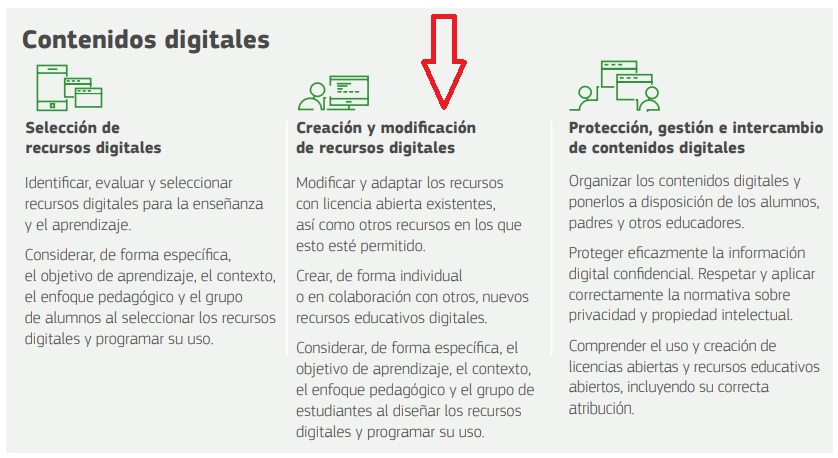 Contenidos digitales
Selección de
recursos digitales
Identificar, evaluar y seleccionar
recursos digitales para la enseñanza
y el aprendizaje.
Considerar, de forma específica,
el objetivo de aprendizaje, el contexto,
el enfoque pedagógico y el grupo
de alumnos al seleccionar los recursos
digitales y programar su uso.
Creación y modificación
de recursos digitales
Modificar y adaptar los recursos
con licencia abierta existentes,
así como otros recursos en los que
esto esté permitido.
Crear, de forma individual
o en colaboración con otros, nuevos
recursos educativos digitales.
Considerar, de forma específica, el
objetivo de aprendizaje, el contexto,
el enfoque pedagógico y el grupo de
estudiantes al diseñar los recursos
digitales y programar su uso.
Protección, gestión e intercambio
de contenidos digitales
Organizar los contenidos digitales y
ponerlos a disposición de los alumnos,
padres y otros educadores.
Proteger eficazmente la información
digital confidencial. Respetar y aplicar
correctamente la normativa sobre
privacidad y propiedad intelectual.
Comprender el uso y creación de
licencias abiertas y recursos educativos
abiertos, incluyendo su correcta
atribución.